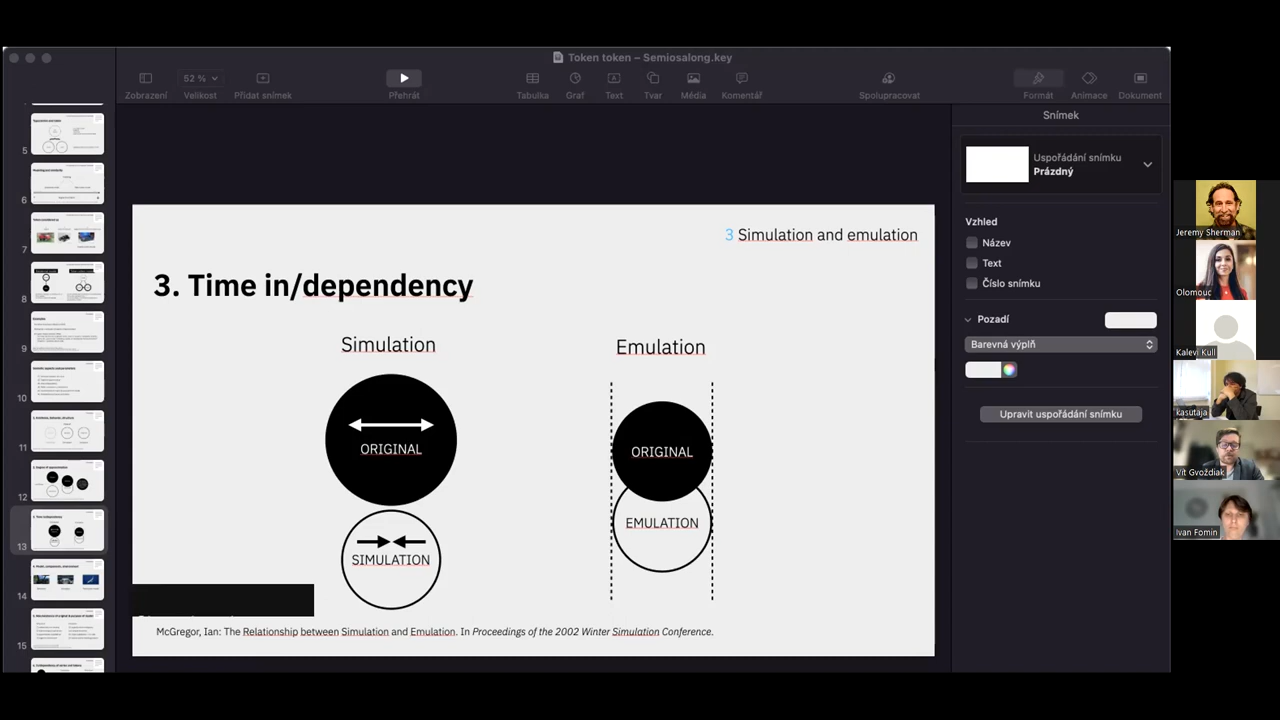 Token token – Semiosalong.key
52 %
Zobrazení
Velikost
Přidat snímek
Přehrát
Tabulka
Graf
Text
Tvar
Média
Komentář
Spolupracovat
Formát
Animace
Dokument
5
6
7
8
9
10
11
12
13
14
15
3 Simulation and emulation
3. Time in/dependency
Simulation
Emulation
ORIGINAL
SIMULATION
ORIGINAL
EMULATION
McGregor, Ian: The Relationship between Simulation and Emulation. In Proceedings of the 2002 Winter Simulation Conference.
Snímek
Uspořádání snímku
Prázdný
Vzhled
Název
Text
Číslo snímku
Pozadí
Barevná výplň
Upravit uspořádání snímku
Jeremy Sherman
Olomouc
Kalevi Kull
kasutaja
Vít Gvoždiak
Ivan Fomin